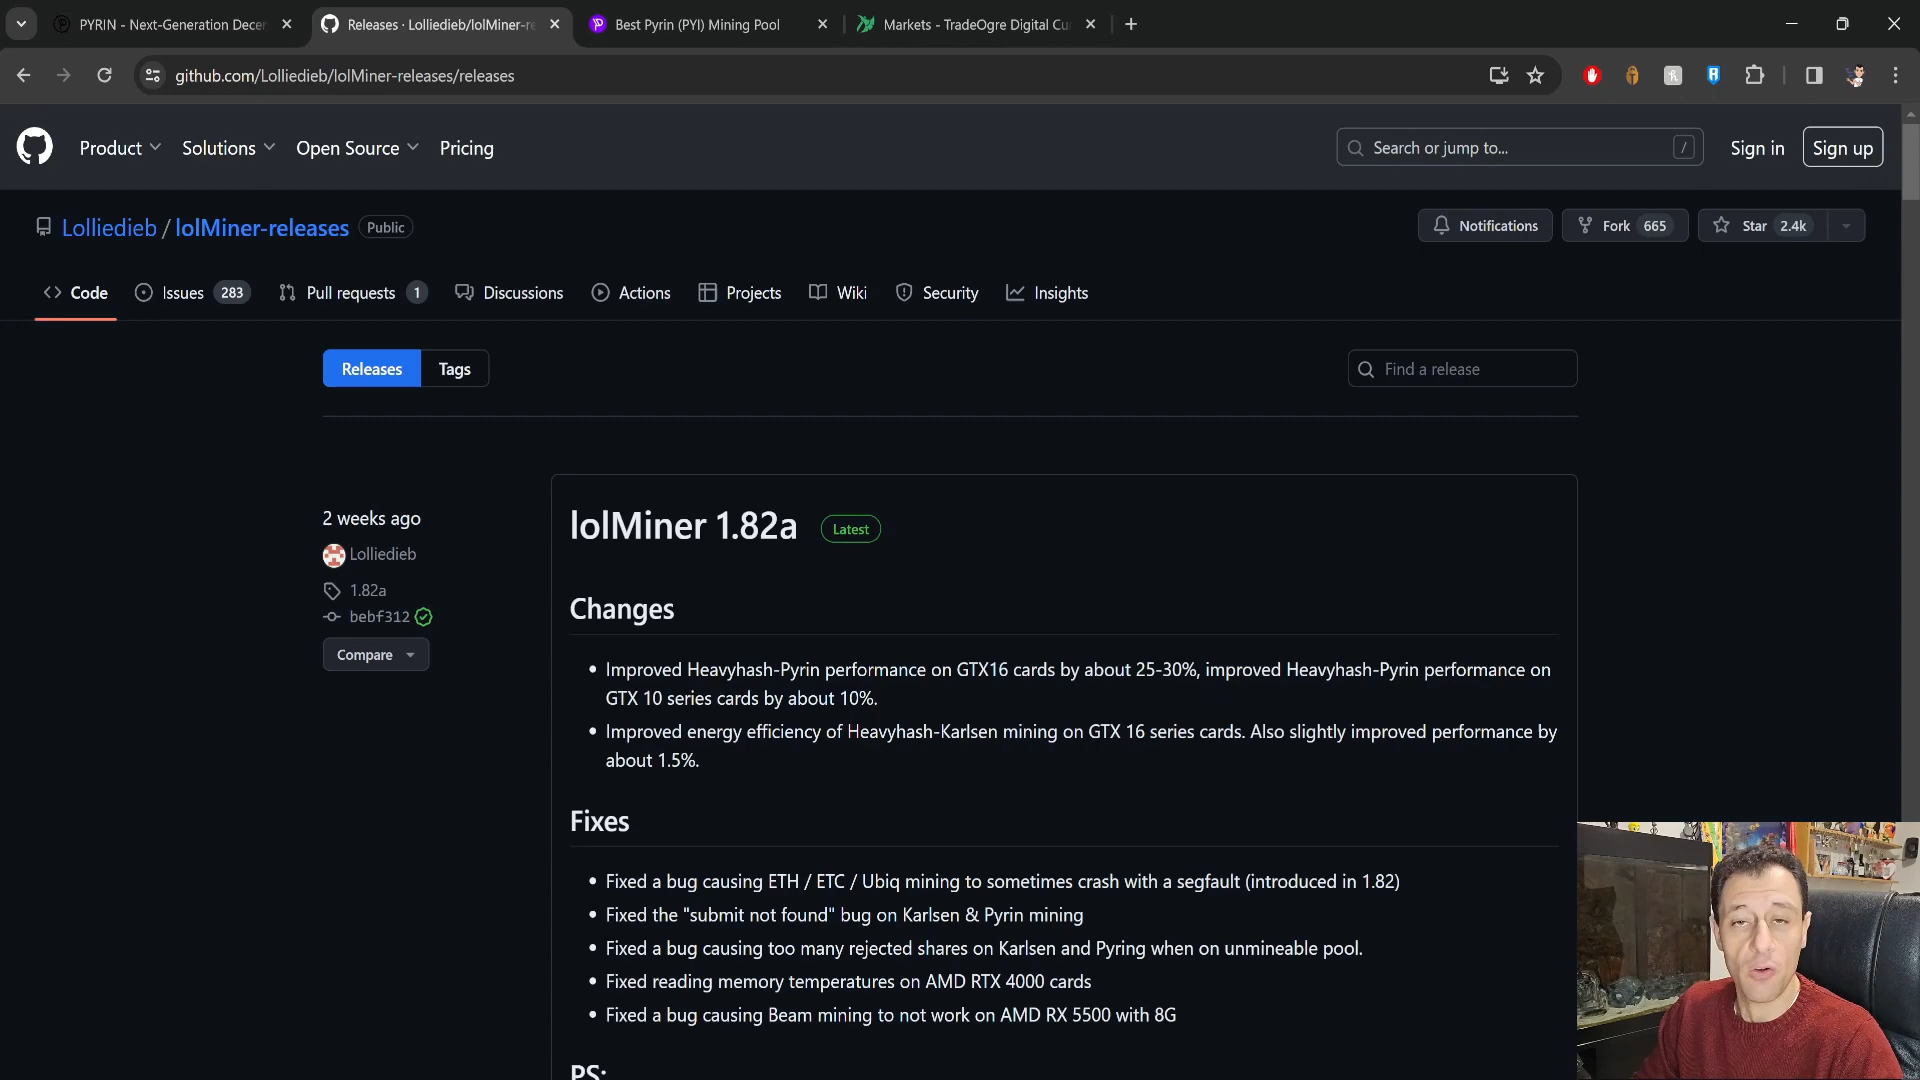 PYRIN - Next-Generation Decer
Releases · Lolliedieb/lolMiner-re
Best Pyrin (PYI) Mining Pool
Markets - TradeOgre Digital Cu
github.com/Lolliedieb/lolMiner-releases/releases
Product
Solutions
Open Source
Pricing
Search or jump to...
/
Sign in
Sign up
Lolliedieb / lolMiner-releases
Public
Notifications
Fork 665
Star 2.4k
Code
Issues 283
Pull requests 1
Discussions
Actions
Projects
Wiki
Security
Insights
Releases
Tags
Find a release
2 weeks ago
Lolliedieb
1.82a
bebf312
Compare
lolMiner 1.82a
Latest
Changes
• Improved Heavyhash-Pyrin performance on GTX16 cards by about 25-30%, improved Heavyhash-Pyrin performance on
GTX 10 series cards by about 10%.
• Improved energy efficiency of Heavyhash-Karlsen mining on GTX 16 series cards. Also slightly improved performance by
about 1.5%.
Fixes
• Fixed a bug causing ETH / ETC / Ubiq mining to sometimes crash with a segfault (introduced in 1.82)
• Fixed the "submit not found" bug on Karlsen & Pyrin mining
• Fixed a bug causing too many rejected shares on Karlsen and Pyring when on unmineable pool.
• Fixed reading memory temperatures on AMD RTX 4000 cards
• Fixed a bug causing Beam mining to not work on AMD RX 5500 with 8G
PS: